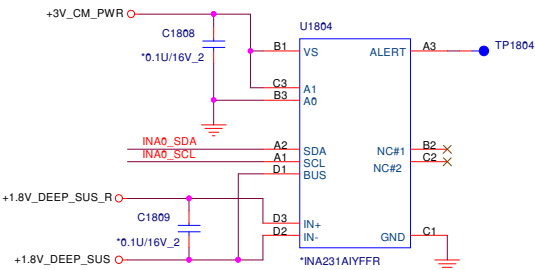 +3V_CM_PWR
U1804
C1808
*0.1U/16V_2
B1
VS
ALERT
A3
TP1804
C3
A1
B3
A0
INA0_SDA
A2
SDA
NC#1
B2
INA0_SCL
A1
SCL
NC#2
C2
D1
BUS
+1.8V_DEEP_SUS_R
C1809
*0.1U/16V_2
D3
IN+
D2
IN-
GND
C1
+1.8V_DEEP_SUS
*INA231AIYFFR